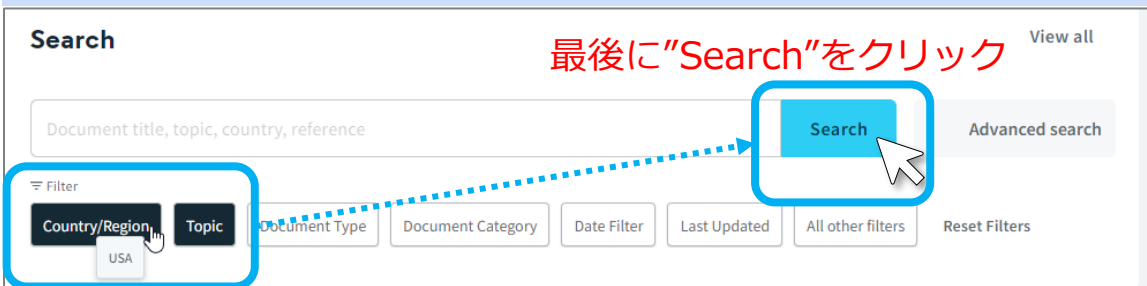 Search
最後に”Search”をクリック
View all
Document title, topic, country, reference
Search
Advanced search
Filter
Country/Region Topic Document Type Document Category Date Filter Last Updated All other filters Reset Filters
USA